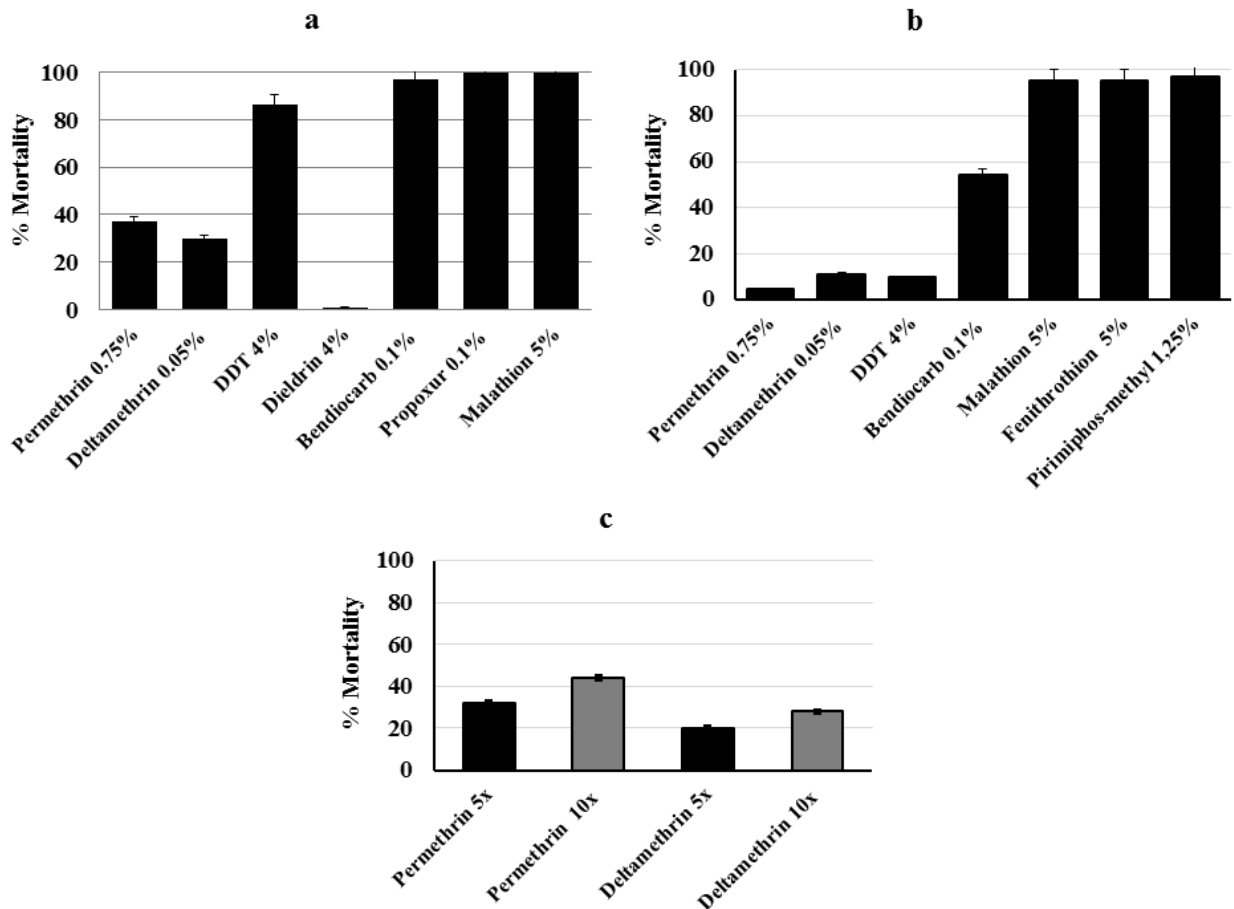 a
100
80
60
40
20
0
% Mortality
Permethrin 0.75%
Deltamethrin 0.05%
DDT 4%
Dieldrin 4%
Bendiocarb 0.1%
Propoxur 0.1%
Malathion 5%
b
100
80
60
40
20
0
% Mortality
Permethrin 0.75%
Deltamethrin 0.05%
DDT 4%
Bendiocarb 0.1%
Malathion 5%
Fenithrothion 5%
Pirimiphos-methyl 1,25%
c
100
80
60
40
20
0
% Mortality
Permethrin 5x
Permethrin 10x
Deltamethrin 5x
Deltamethrin 10x